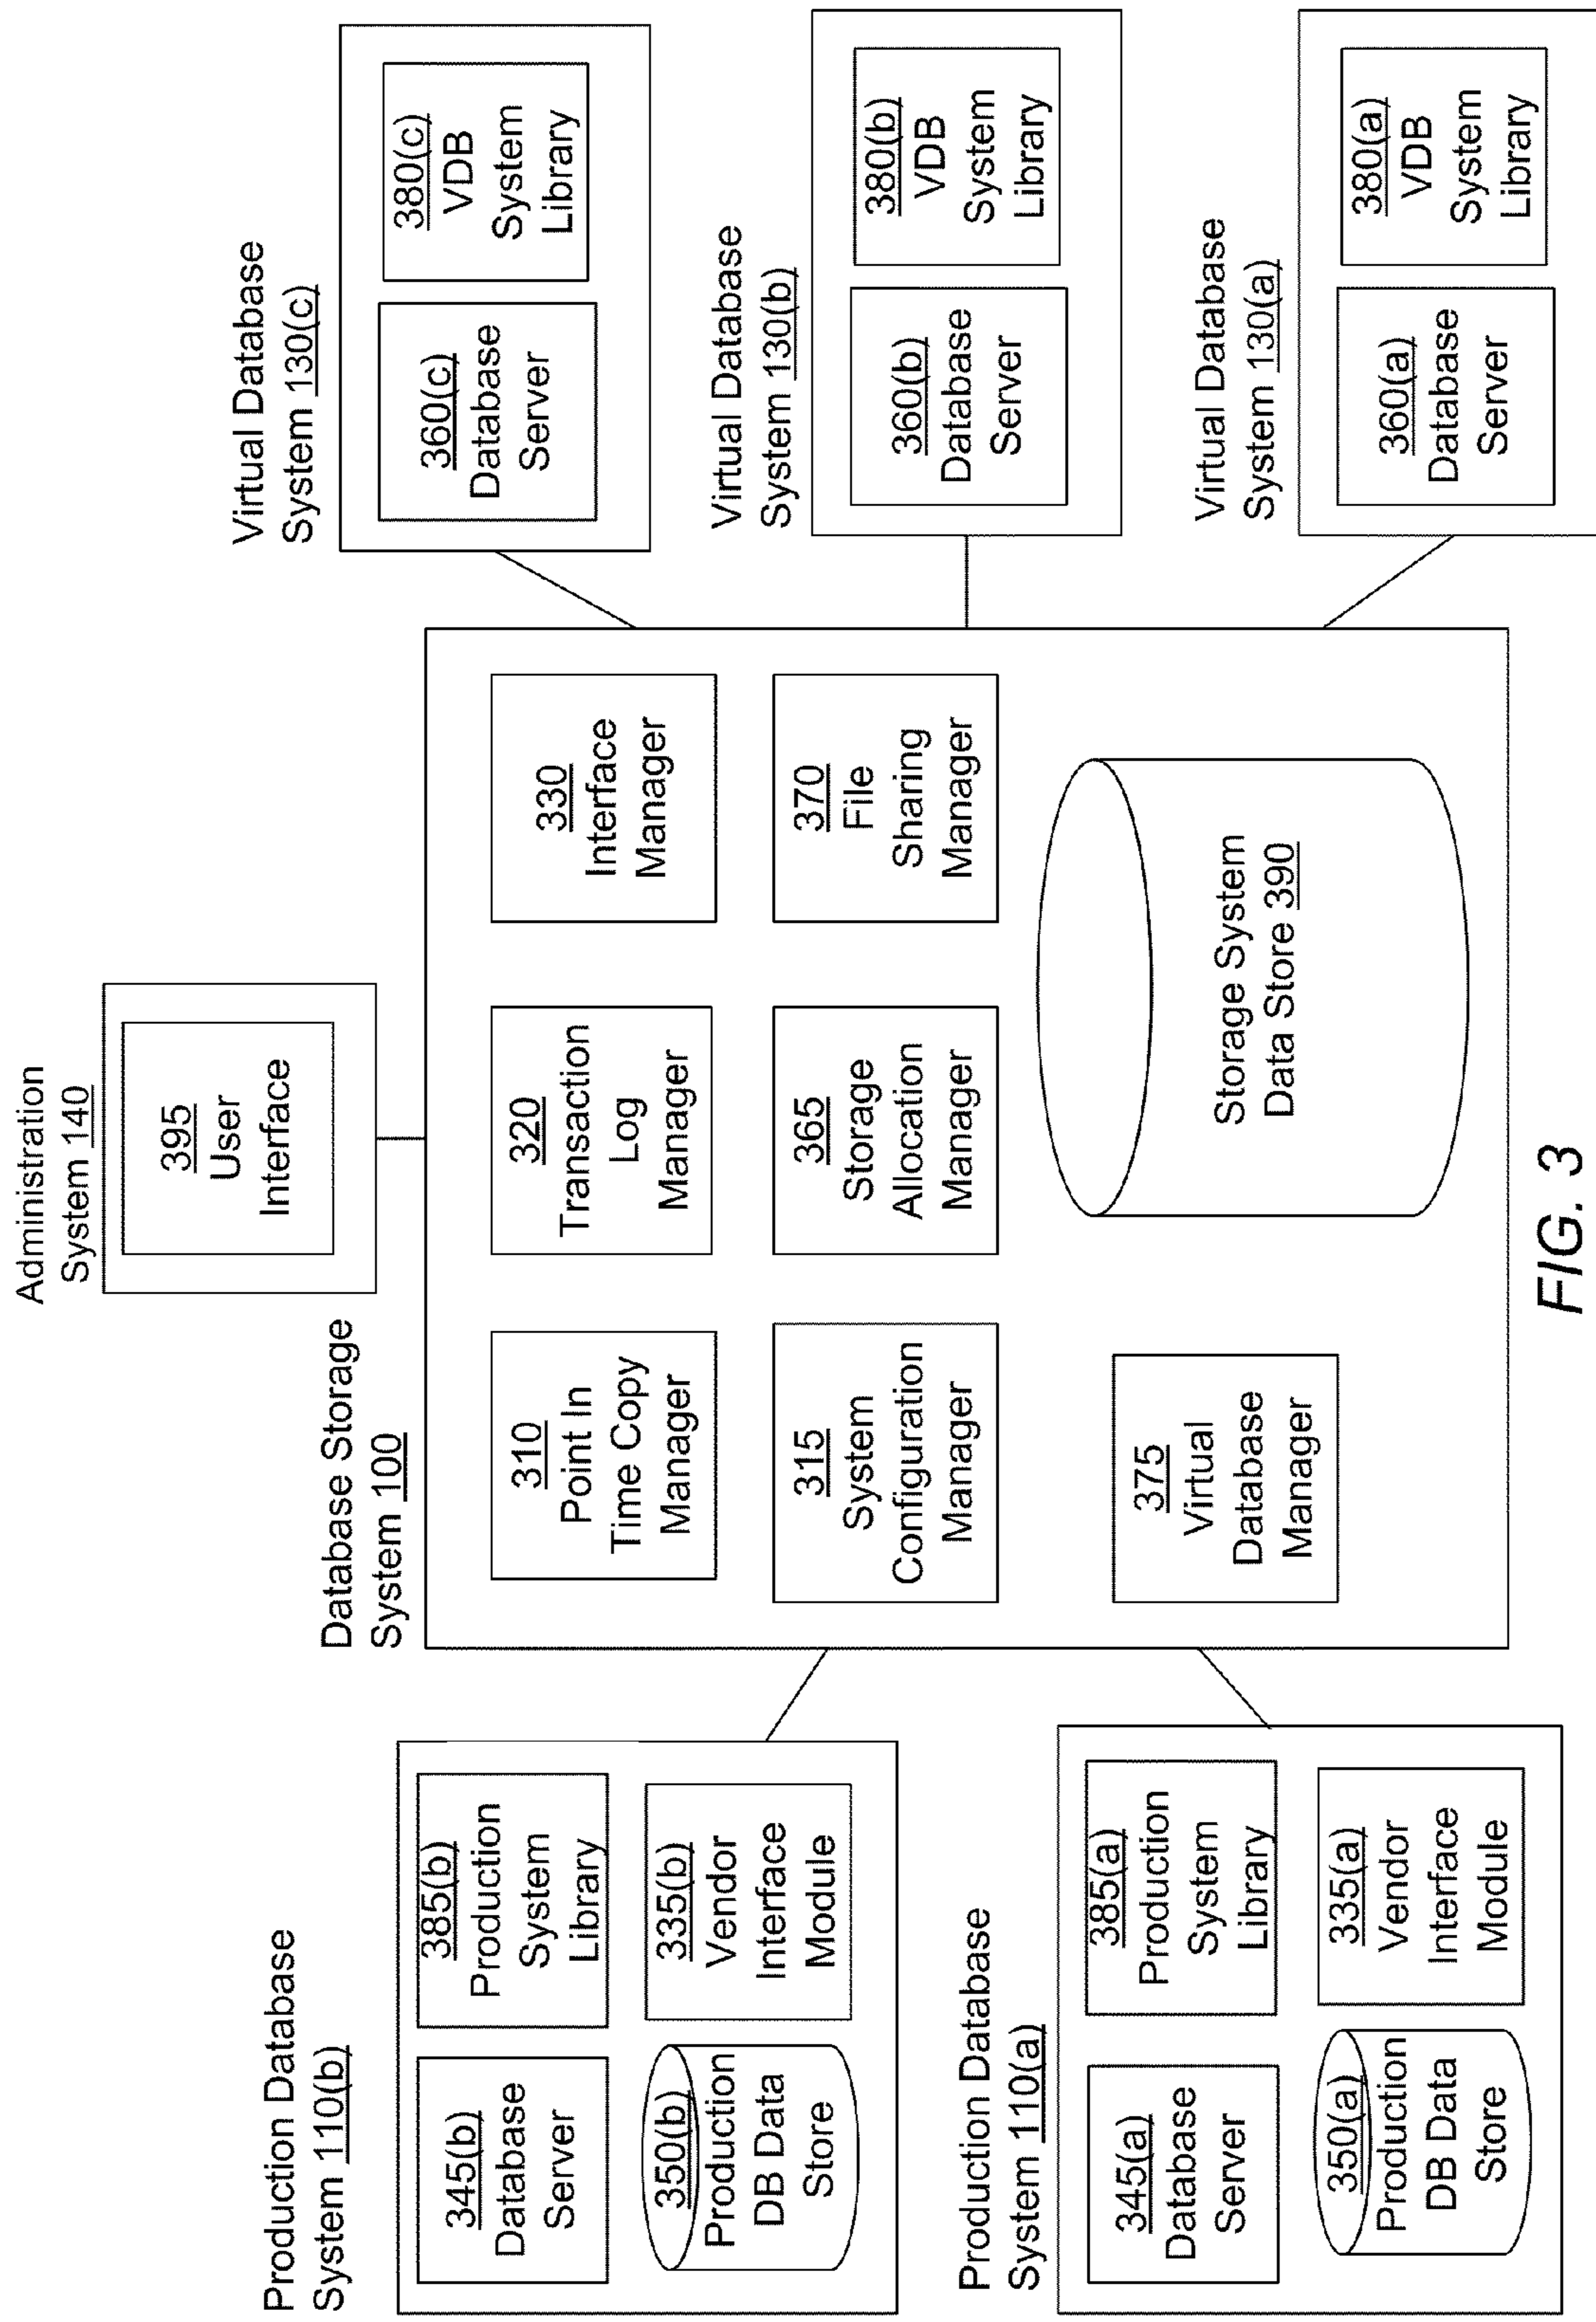 Administration
System 140
395
User
Interface
Production Database
System 110(b)
345(b)
Database
Server
385(b)
Production
System
Library
350(b)
Production
DB Data
Store
335(b)
Vendor
Interface
Module
Production Database
System 110(a)
345(a)
Database
Server
385(a)
Production
System
Library
350(a)
Production
DB Data
Store
335(a)
Vendor
Interface
Module
Database Storage
System 100
310
Point In
Time Copy
Manager
320
Transaction
Log
Manager
330
Interface
Manager
315
System
Configuration
Manager
365
Storage
Allocation
Manager
370
File
Sharing
Manager
375
Virtual
Database
Manager
Storage System
Data Store 390
Virtual Database
System 130(c)
360(c)
Database
Server
380(c)
VDB
System
Library
Virtual Database
System 130(b)
360(b)
Database
Server
380(b)
VDB
System
Library
Virtual Database
System 130(a)
360(a)
Database
Server
380(a)
VDB
System
Library
FIG. 3